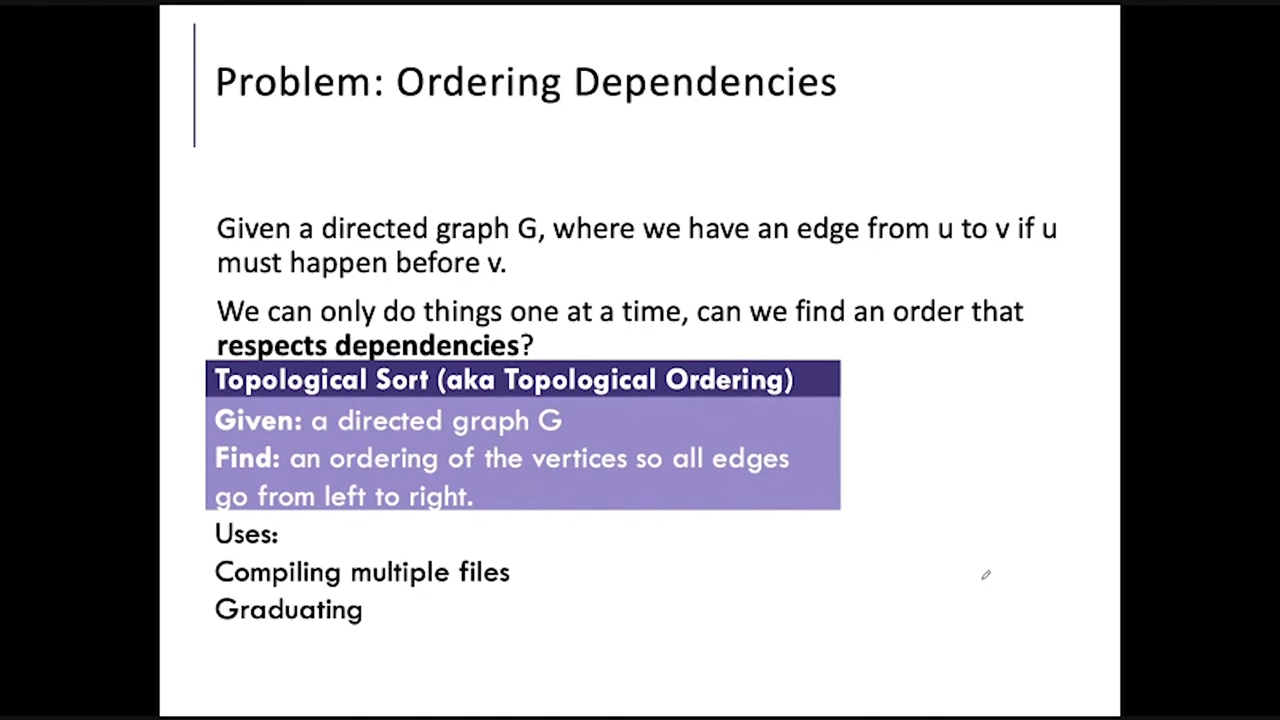 Problem: Ordering Dependencies
Given a directed graph G, where we have an edge from u to v if u
must happen before v.
We can only do things one at a time, can we find an order that
respects dependencies?
Topological Sort (aka Topological Ordering)
Given: a directed graph G
Find: an ordering of the vertices so all edges
go from left to right.
Uses:
Compiling multiple files
Graduating